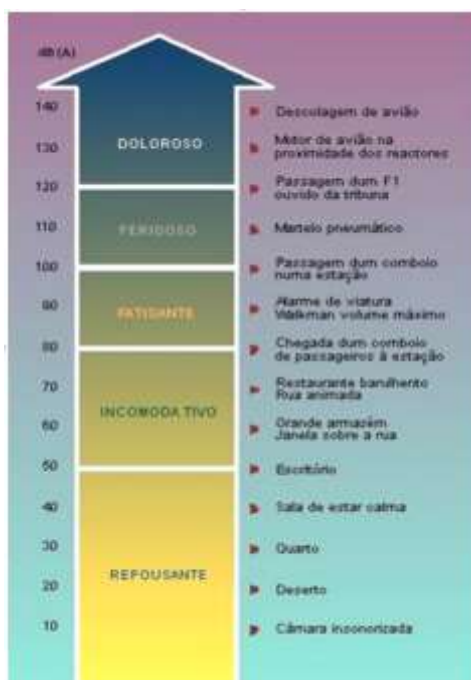 dB (A)
140
Descolagem de avião
DOLOROSO
130
Motor de avião na
proximidade dos reactores
120
Passagem dum F1
ouvido da tribuna
110
PERIGOSO
Martelo pneumático
100
Passagem dum comboio
numa estação
90
FATIGANTE
Alarme de viatura
Walkman volume máximo
80
Chegada dum comboio
de passageiros à estação
70
Restaurante barulhento
Rua animada
INCOMODATIVO
60
Grande armazém
Janela sobre a rua
50
Escritório
40
Sala de estar calma
30
Quarto
REPOUSANTE
20
Deserto
10
Câmara insonorizada